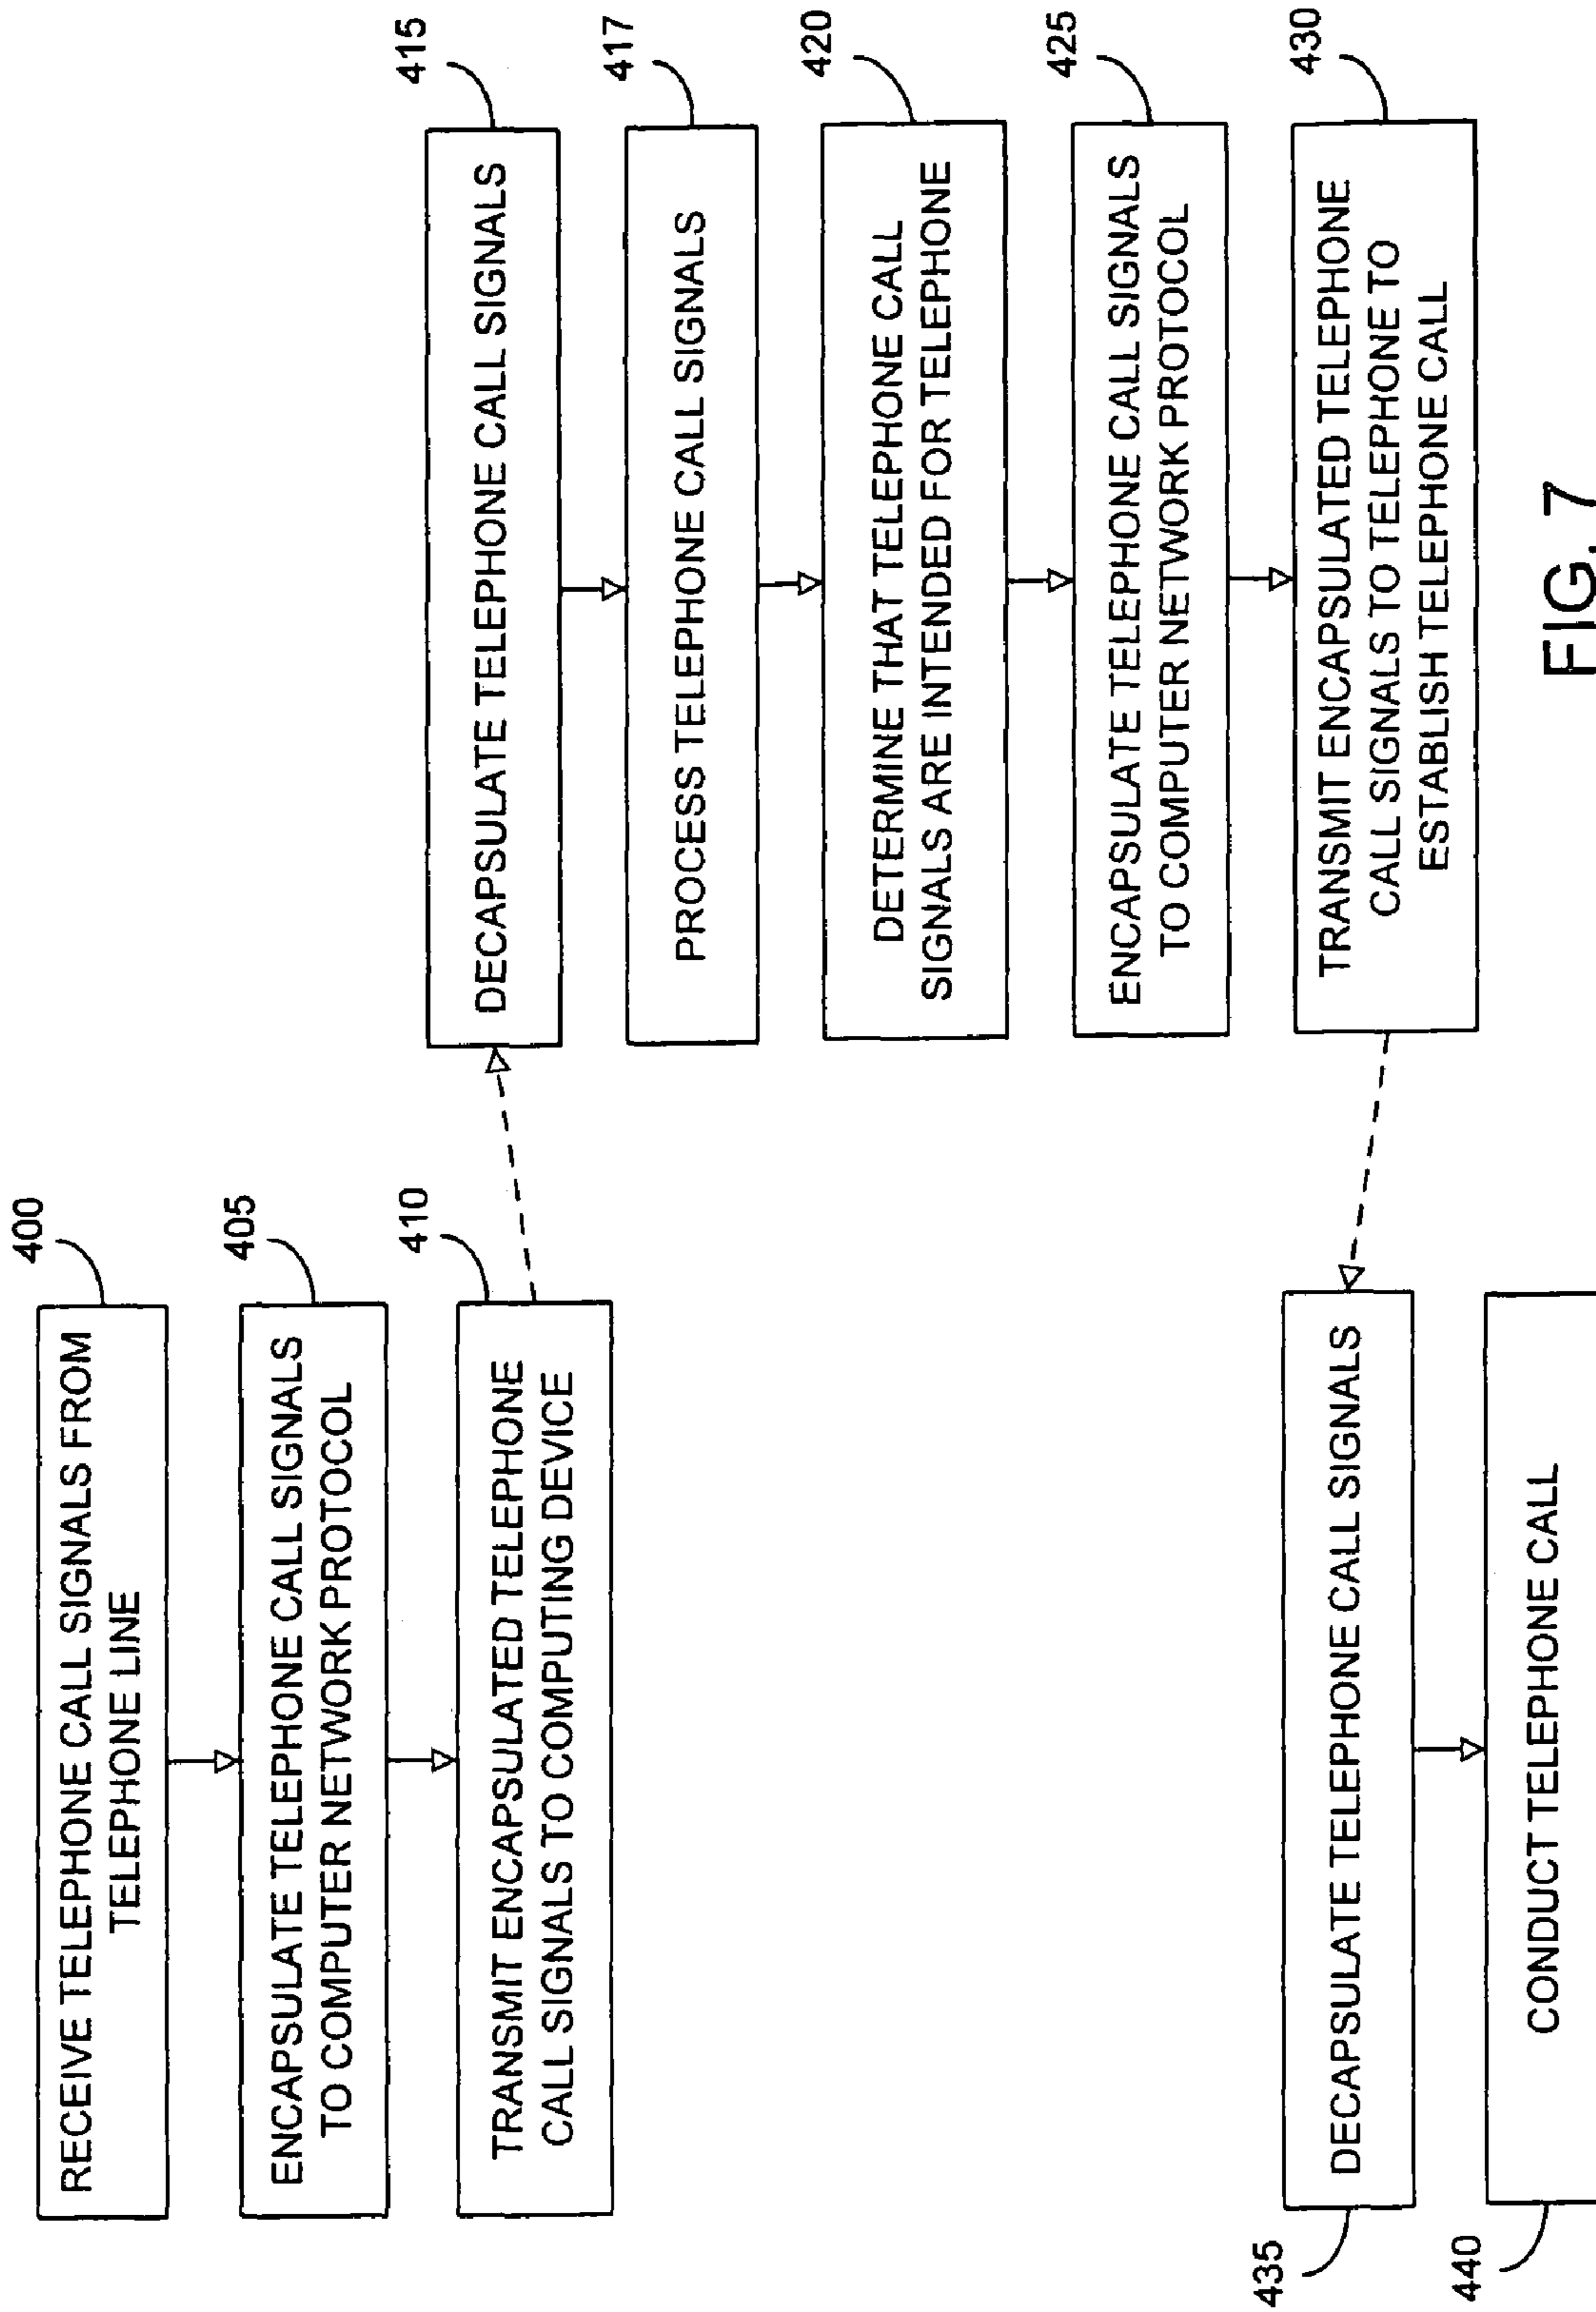 400
RECEIVE TELEPHONE CALL SIGNALS FROM
TELEPHONE LINE
405
ENCAPSULATE TELEPHONE CALL SIGNALS
TO COMPUTER NETWORK PROTOCOL
410
TRANSMIT ENCAPSULATED TELEPHONE
CALL SIGNALS TO COMPUTING DEVICE
415
DECAPSULATE TELEPHONE CALL SIGNALS
417
PROCESS TELEPHONE CALL SIGNALS
420
DETERMINE THAT TELEPHONE CALL
SIGNALS ARE INTENDED FOR TELEPHONE
425
ENCAPSULATE TELEPHONE CALL SIGNALS
TO COMPUTER NETWORK PROTOCOL
430
TRANSMIT ENCAPSULATED TELEPHONE
CALL SIGNALS TO TELEPHONE TO
ESTABLISH TELEPHONE CALL
435
DECAPSULATE TELEPHONE CALL SIGNALS
440
CONDUCT TELEPHONE CALL
FIG. 7